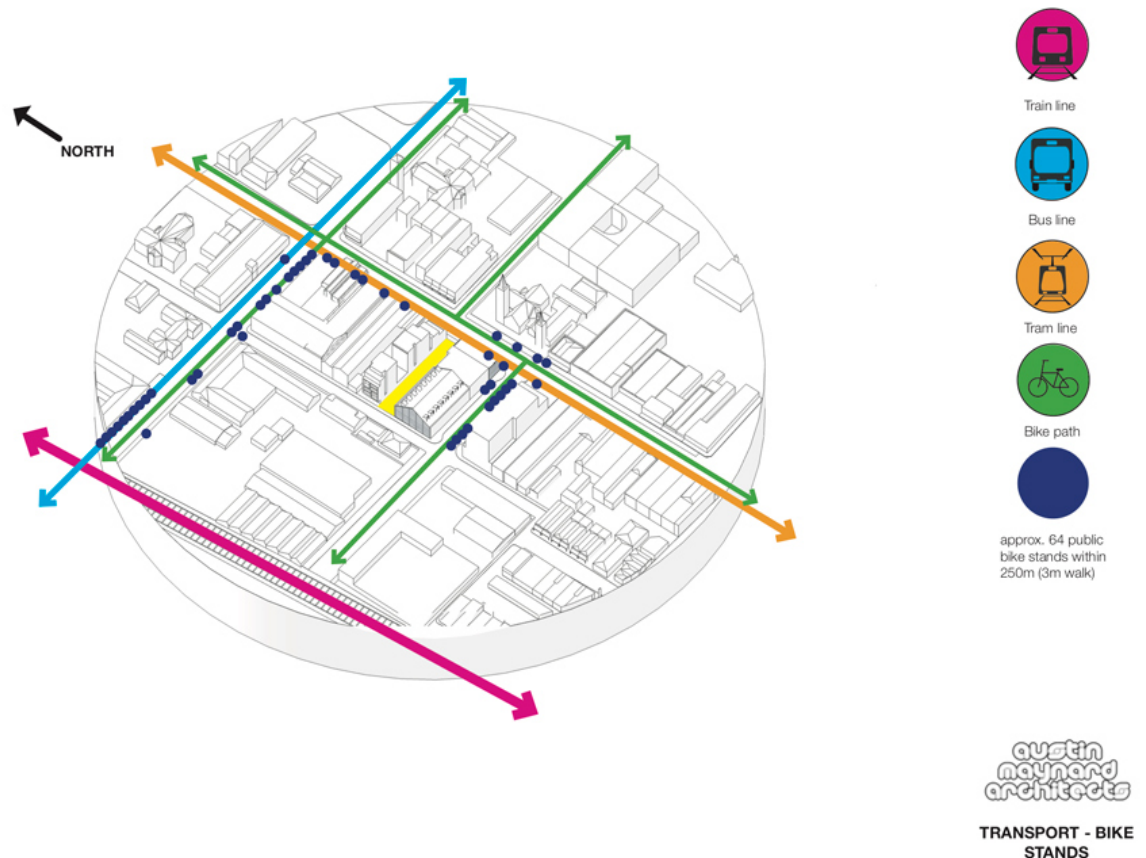 NORTH
Train line
Bus line
Tram line
Bike path
approx. 64 public
bike stands within
250m (3m walk)
austin
maynard
architects
TRANSPORT - BIKE
STANDS